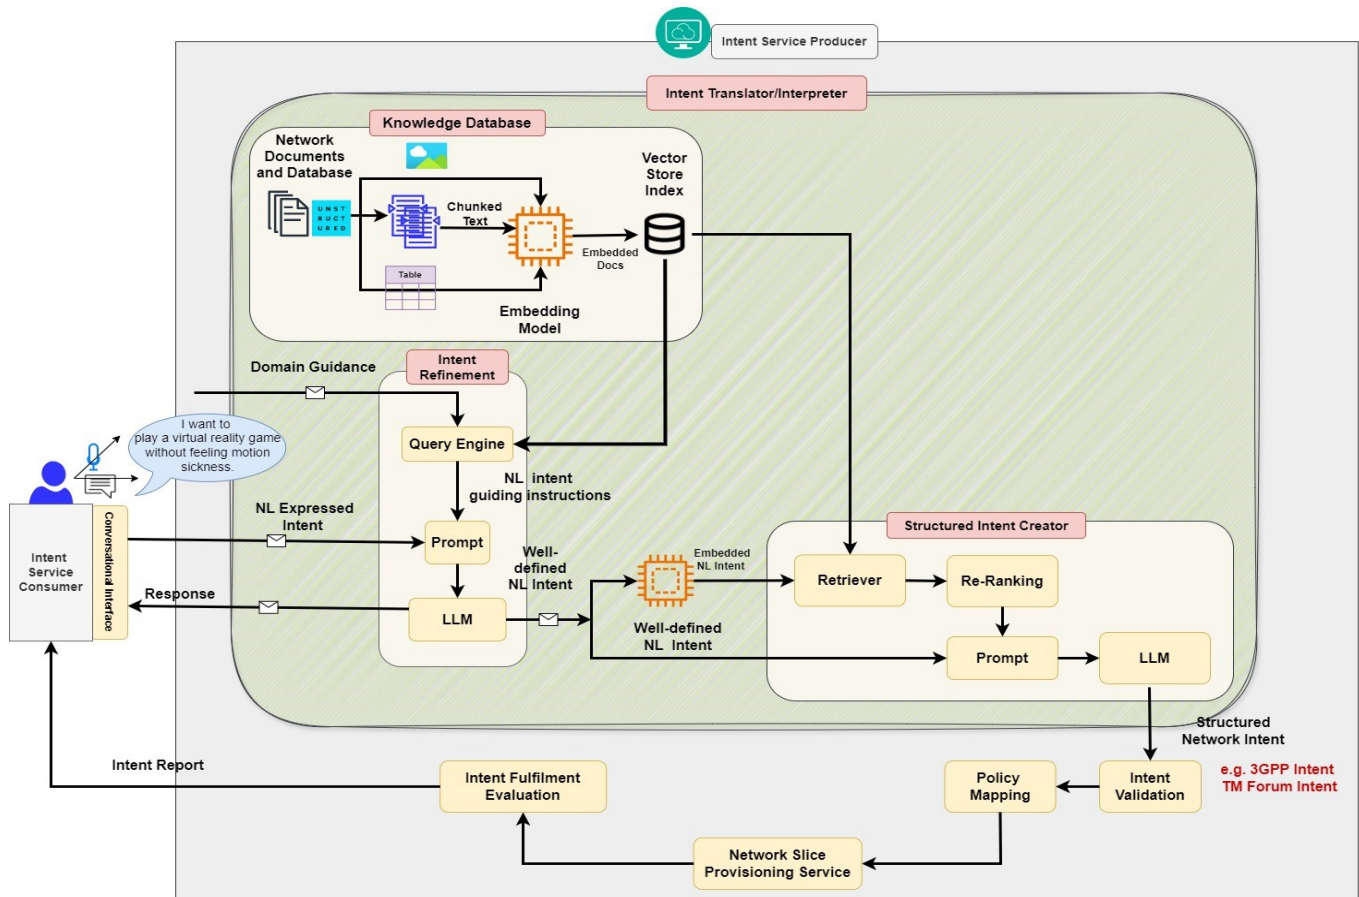 Intent Service Producer
Intent Translator/Interpreter
Knowledge Database
Network
Documents
and Database
UNST
RUCT
URED
Chunked
Text
Table
Embedding
Model
Embedded
Docs
Vector
Store
Index
Domain Guidance
Intent
Refinement
Query Engine
NL intent
guiding instructions
I want to
play a virtual reality game
without feeling motion
sickness.
Intent
Service
Consumer
Conversational Interface
NL Expressed
Intent
Prompt
Response
LLM
Well-
defined
NL Intent
Embedded
NL Intent
Well-defined
NL Intent
Structured Intent Creator
Retriever
Re-Ranking
Prompt
LLM
Structured
Network Intent
e.g. 3GPP Intent
TM Forum Intent
Intent
Validation
Policy
Mapping
Network Slice
Provisioning Service
Intent Fulfilment
Evaluation
Intent Report